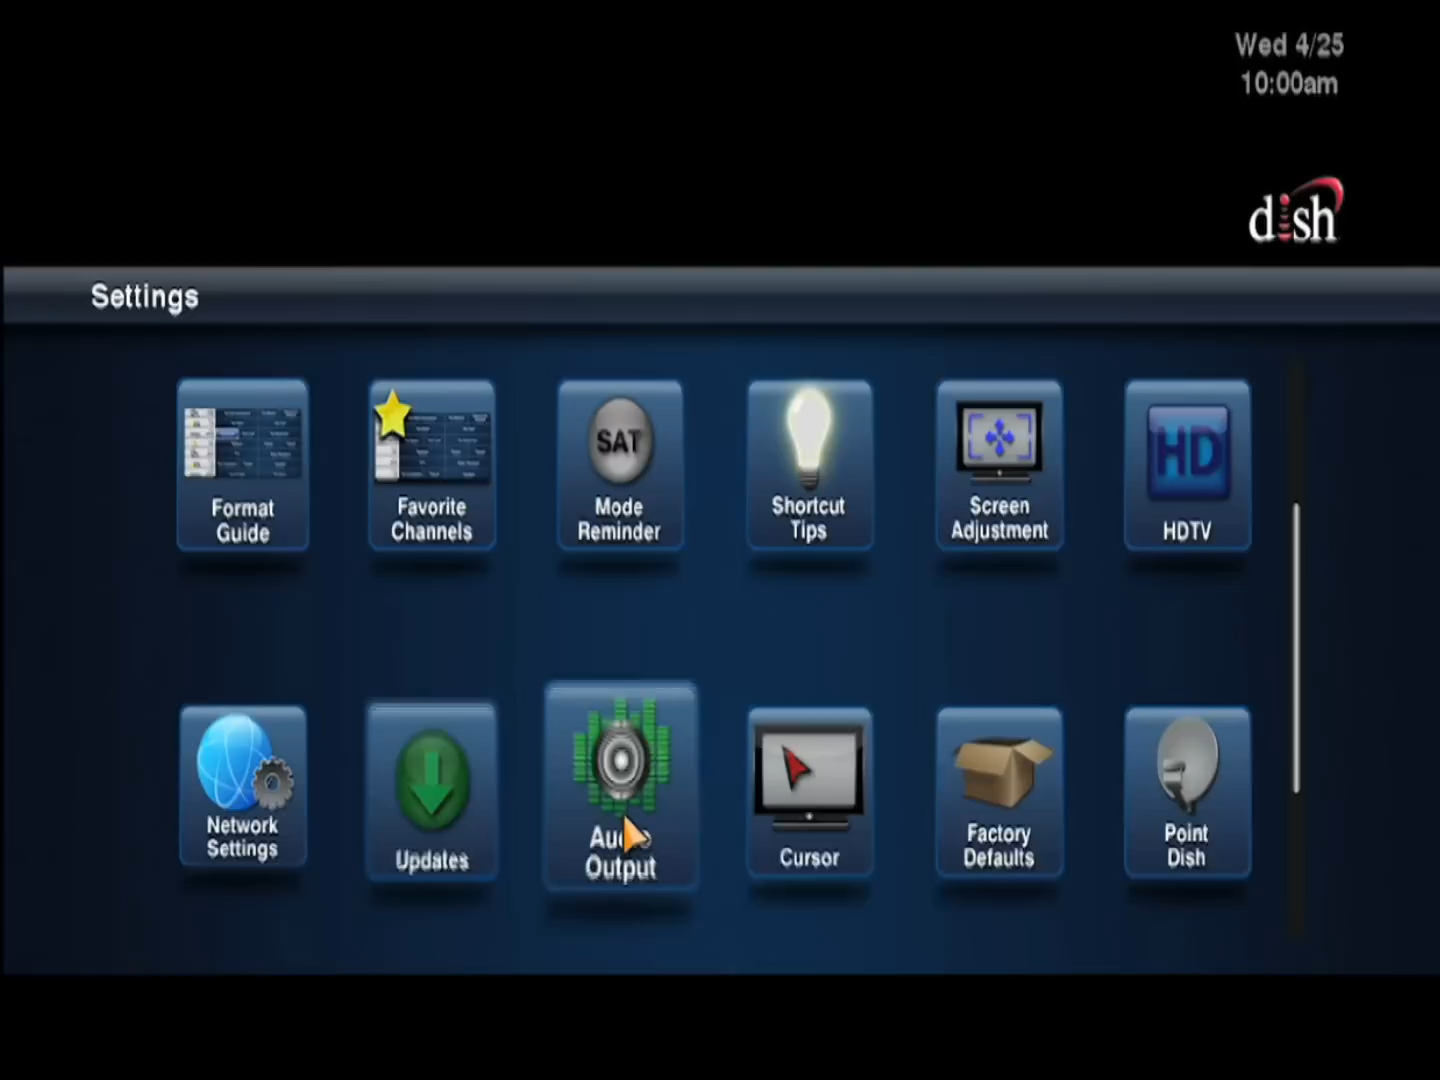 Wed 4/25
10:00am
dish
Settings
Format
Guide
Favorite
Channels
SAT
Mode
Reminder
Shortcut
Tips
Screen
Adjustment
HD
HDTV
Network
Settings
Updates
Output
Cursor
Factory
Defaults
Point
Dish